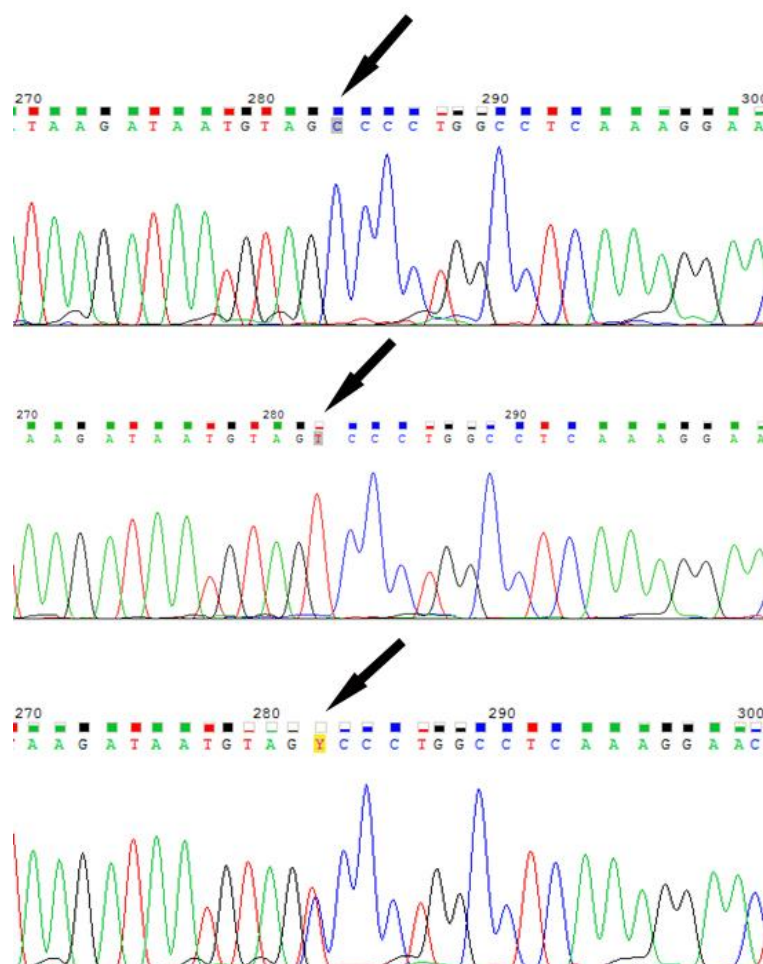 270 280 290 300
T A A G A T A A T G T A G C C C C T G G C C T C A A A G G A A
270 280 290
A A G A T A A T G T A G T C C C T G G C C T C A A A G G A A
270 280 290 300
A A G A T A A T G T A G Y C C C T G G C C T C A A A G G A A C